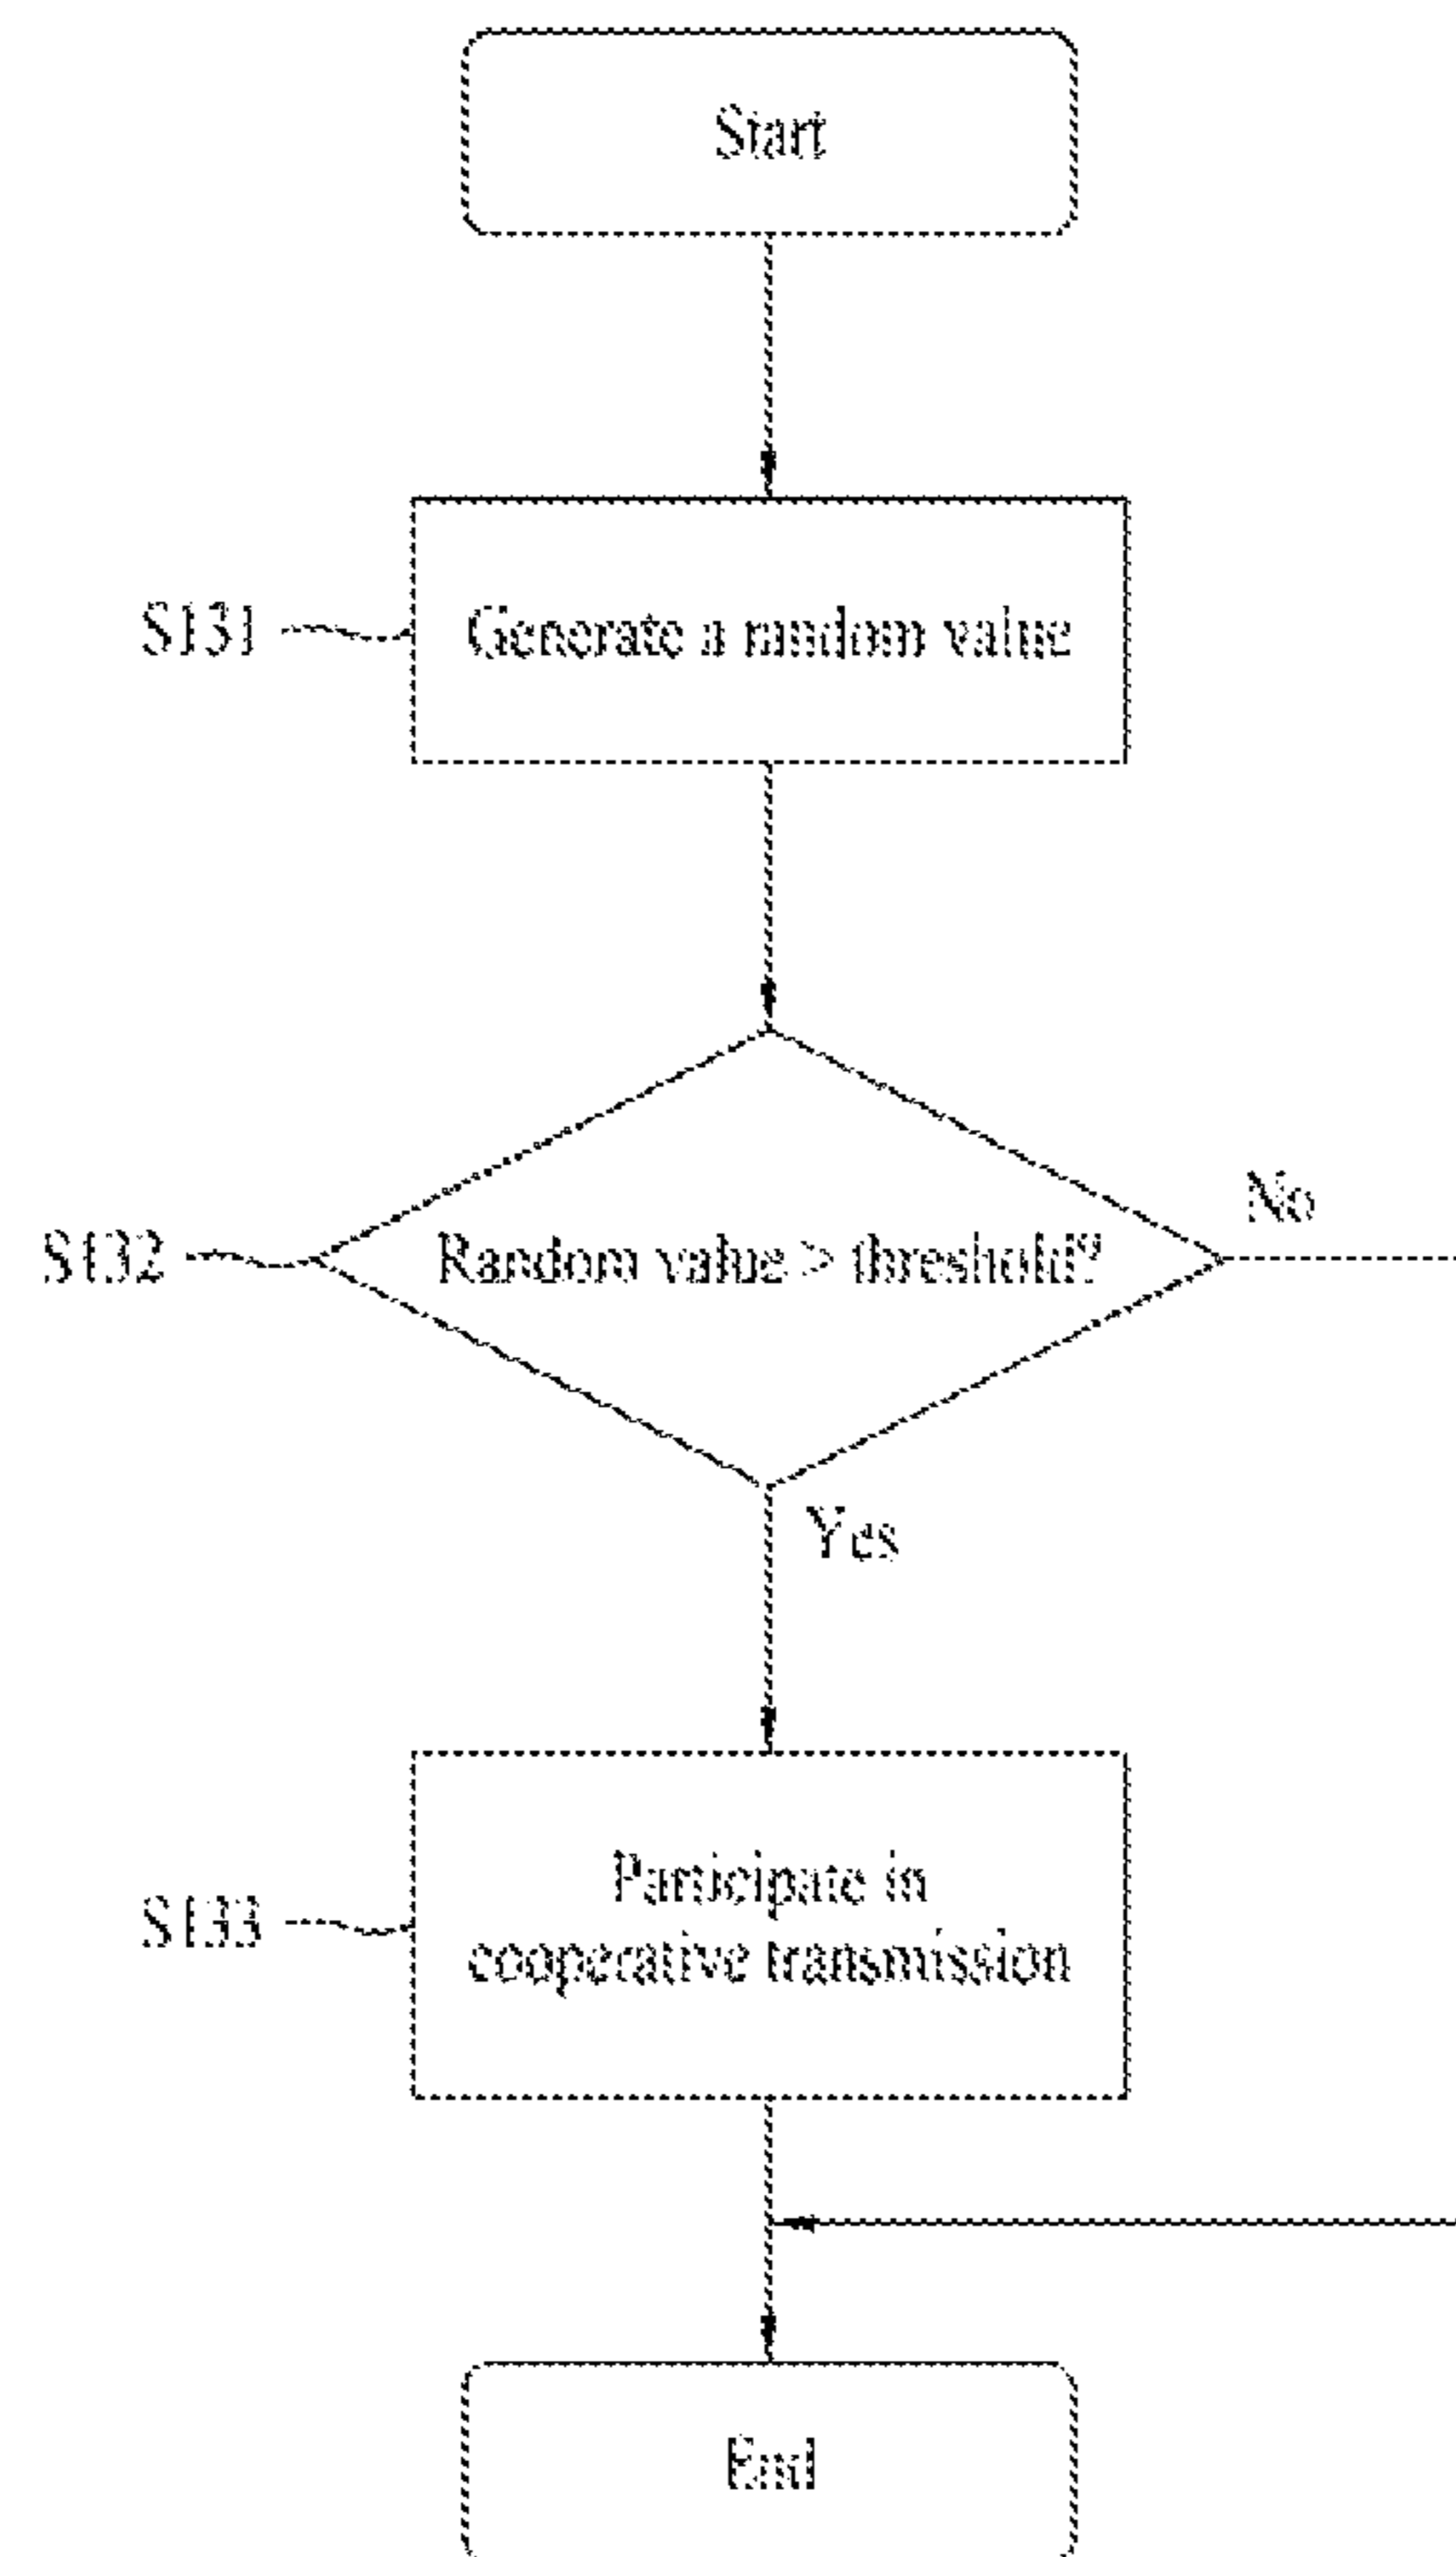 Start
S131
Generate a random value
No
S132
Random value > threshold?
Yes
S133
Participate in
cooperative transmission
End